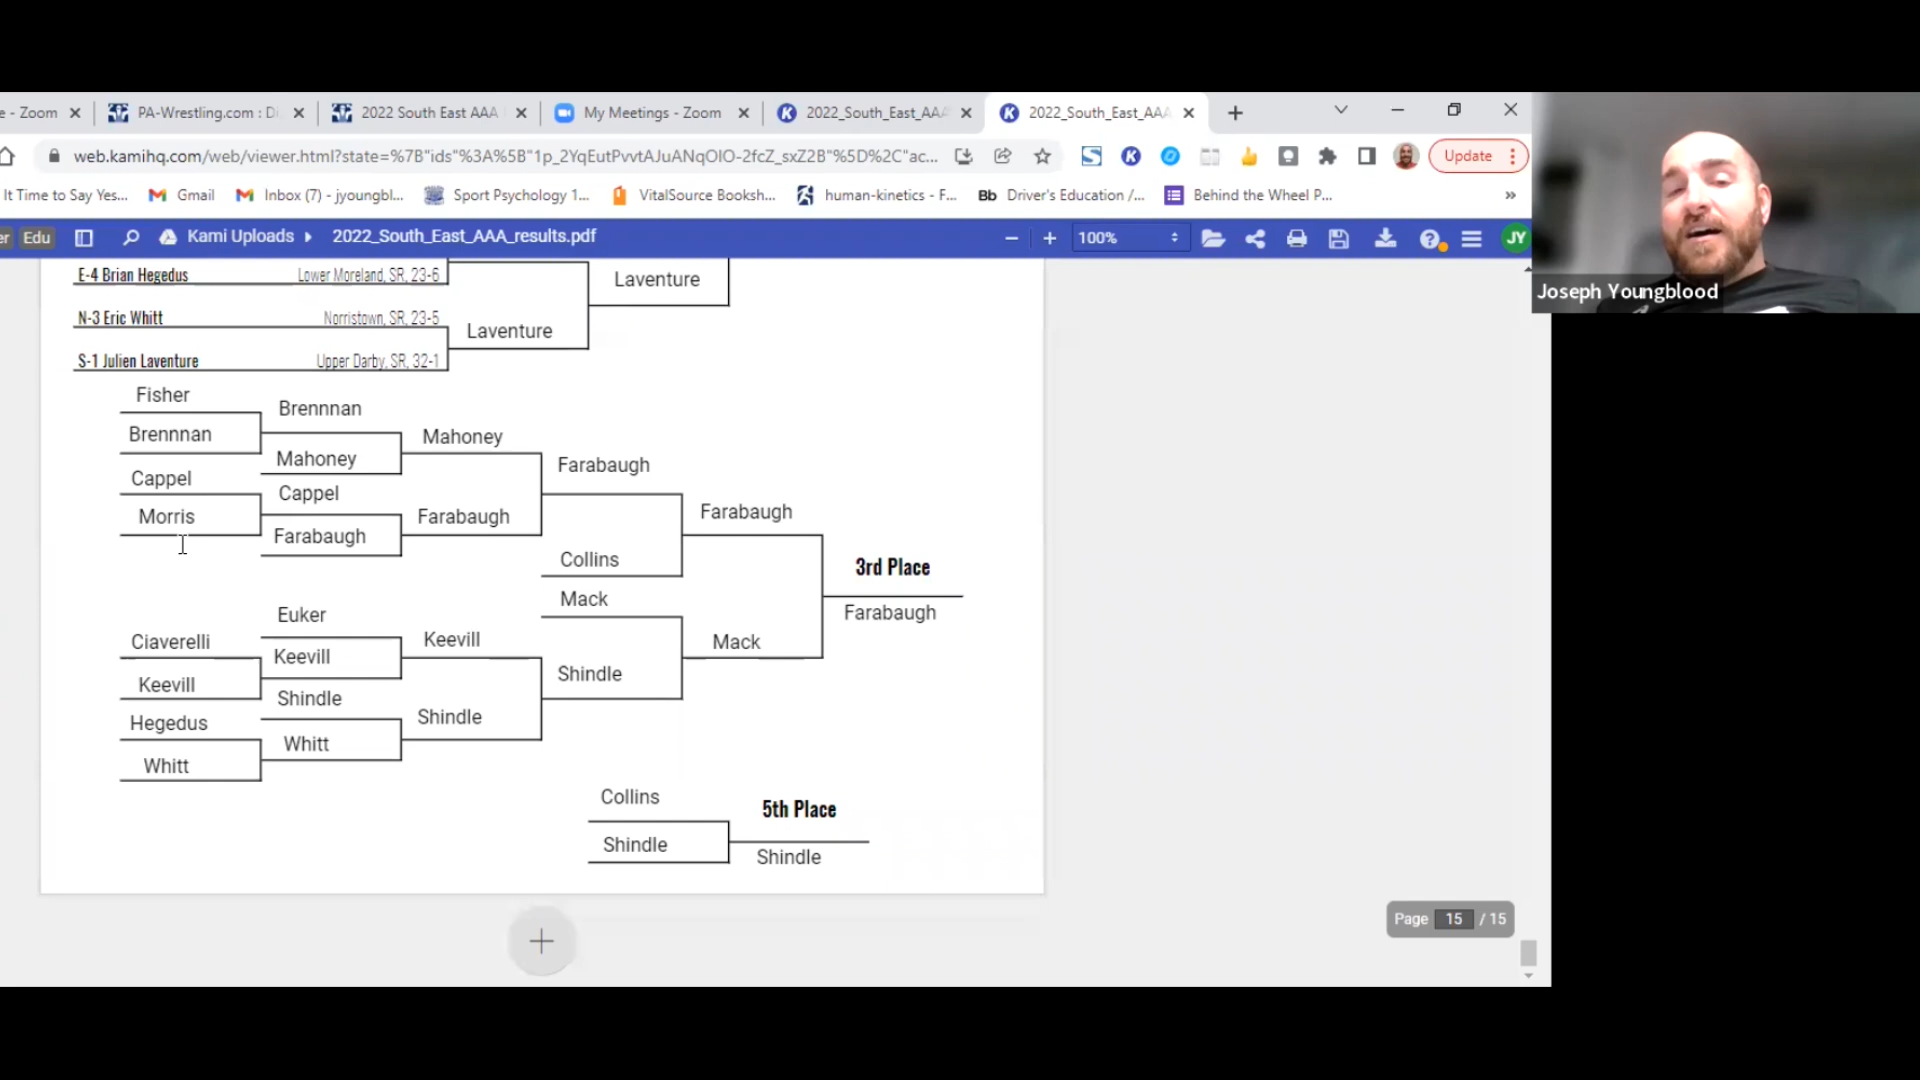 e - Zoom
PA-Wrestling.com : Di
2022 South East AAA
My Meetings - Zoom
2022_South_East_AAA
2022_South_East_AAA
web.kamihq.com/web/viewer.html?state=%7B"ids"%3A%5B"1p_2YqEutPvvtAJuANqOlO-2fcZ_sxZ2B"%5D%2C"ac...
Update
It Time to Say Yes...
Gmail
Inbox (7) - jyoungbl...
Sport Psychology 1...
VitalSource Booksh...
human-kinetics - F...
Bb Driver's Education /...
Behind the Wheel P...
»
er Edu
Kami Uploads
2022_South_East_AAA_results.pdf
100%
JY
Joseph Youngblood
E-4 Brian Hegedus Lower Moreland, SR, 23-6
Laventure
N-3 Eric Whitt Norristown, SR, 23-5
Laventure
S-1 Julien Laventure Upper Darby, SR, 32-1
Fisher
Brennnan
Brennnan
Mahoney
Mahoney
Farabaugh
Cappel
Cappel
Farabaugh
Morris
Farabaugh
Farabaugh
Collins
3rd Place
Mack
Farabaugh
Euker
Ciaverelli
Keevill
Mack
Keevill
Keevill
Shindle
Shindle
Hegedus
Shindle
Whitt
Whitt
Collins
5th Place
Shindle
Shindle
Page 15 / 15